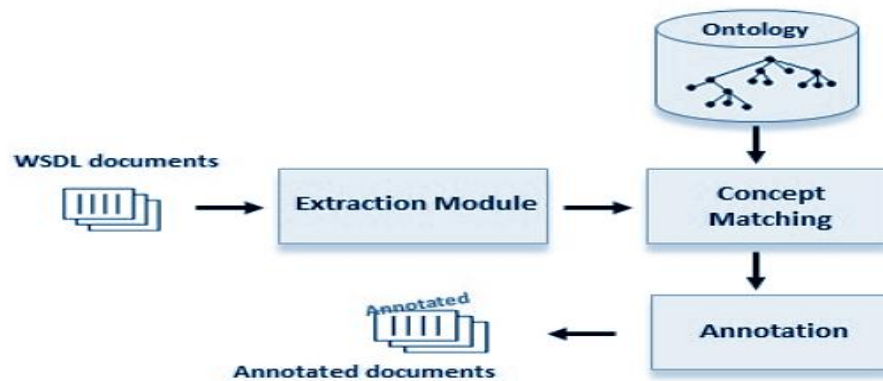 Ontology
WSDL documents
Extraction Module
Concept
Matching
Annotated
Annotation
Annotated documents